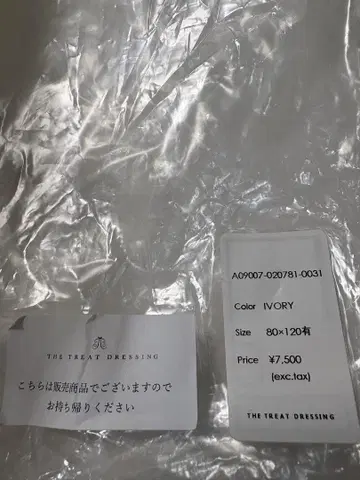 THE TREAT DRESSING
こちらは販売商品でございますので
お持ち帰りください
A09007-020781-0031
Color IVORY
Size 80×120有
Price ¥7,500
(exc.tax)
THE TREAT DRESSING